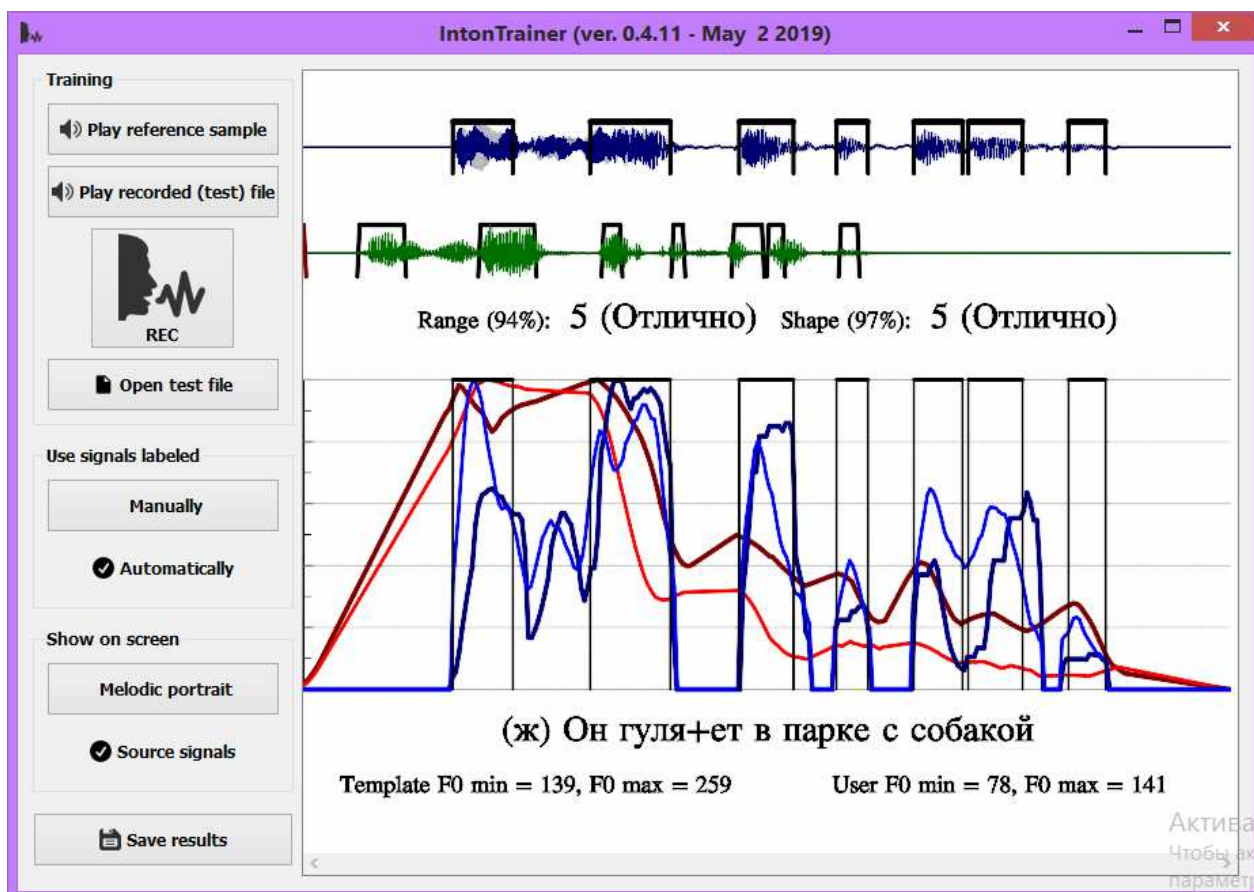 IntonTrainer (ver. 0.4.11 - May 2 2019)
Training
Play reference sample
Play recorded (test) file
REC
Open test file
Use signals labeled
Manually
Automatically
Show on screen
Melodic portrait
Source signals
Save results
Range (94%): 5 (Отлично) Shape (97%): 5 (Отлично)
(ж) Он гуля+ет в парке с собакой
Template F0 min = 139, F0 max = 259 User F0 min = 78, F0 max = 141
Чтобы